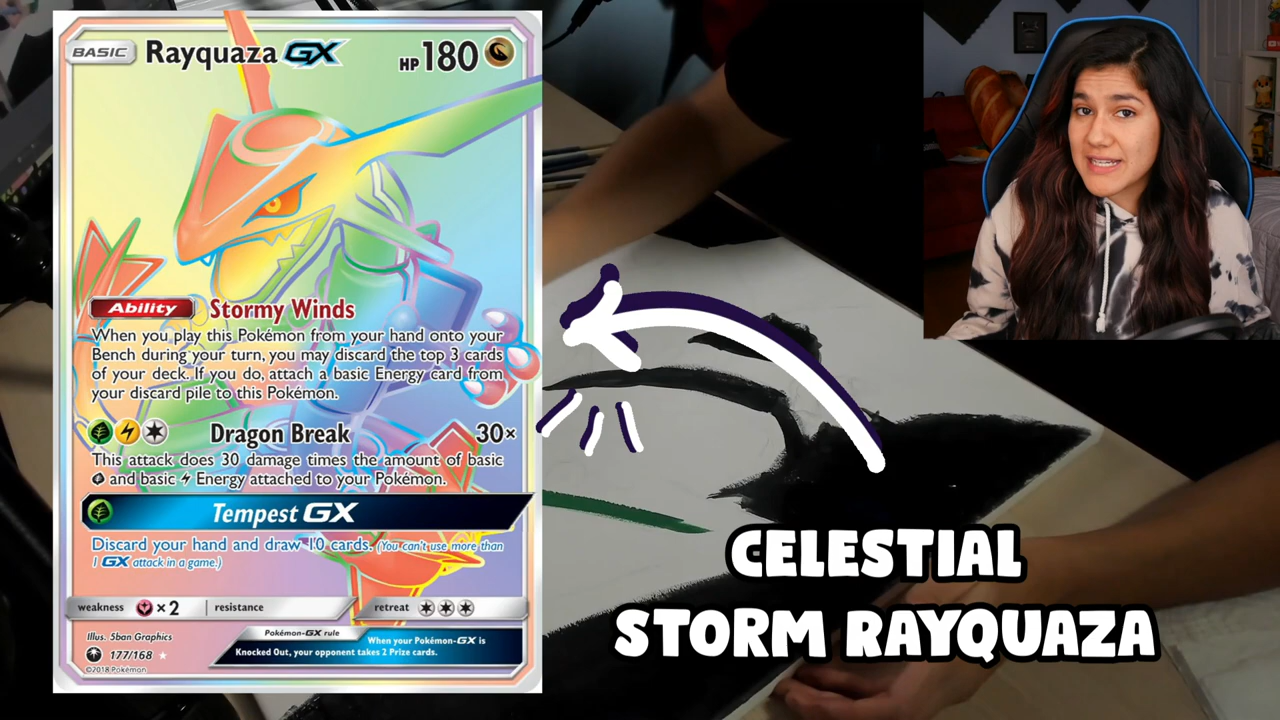 BASIC Rayquaza GX HP180
Ability Stormy Winds
When you play this Pokémon from your hand onto your
Bench during your turn, you may discard the top 3 cards
of your deck. If you do, attach a basic Energy card from
your discard pile to this Pokémon.
Dragon Break 30×
This attack does 30 damage times the amount of basic
and basic Energy attached to your Pokémon.
Tempest GX
Discard your hand and draw 10 cards. (You can't use more than
1 GX attack in a game.)
weakness ×2 resistance retreat
Illus. 5ban Graphics
177/168
©2018 Pokémon
Pokémon-GX rule
When your Pokémon-GX is
Knocked Out, your opponent takes 2 Prize cards.
CELESTIAL
STORM RAYQUAZA